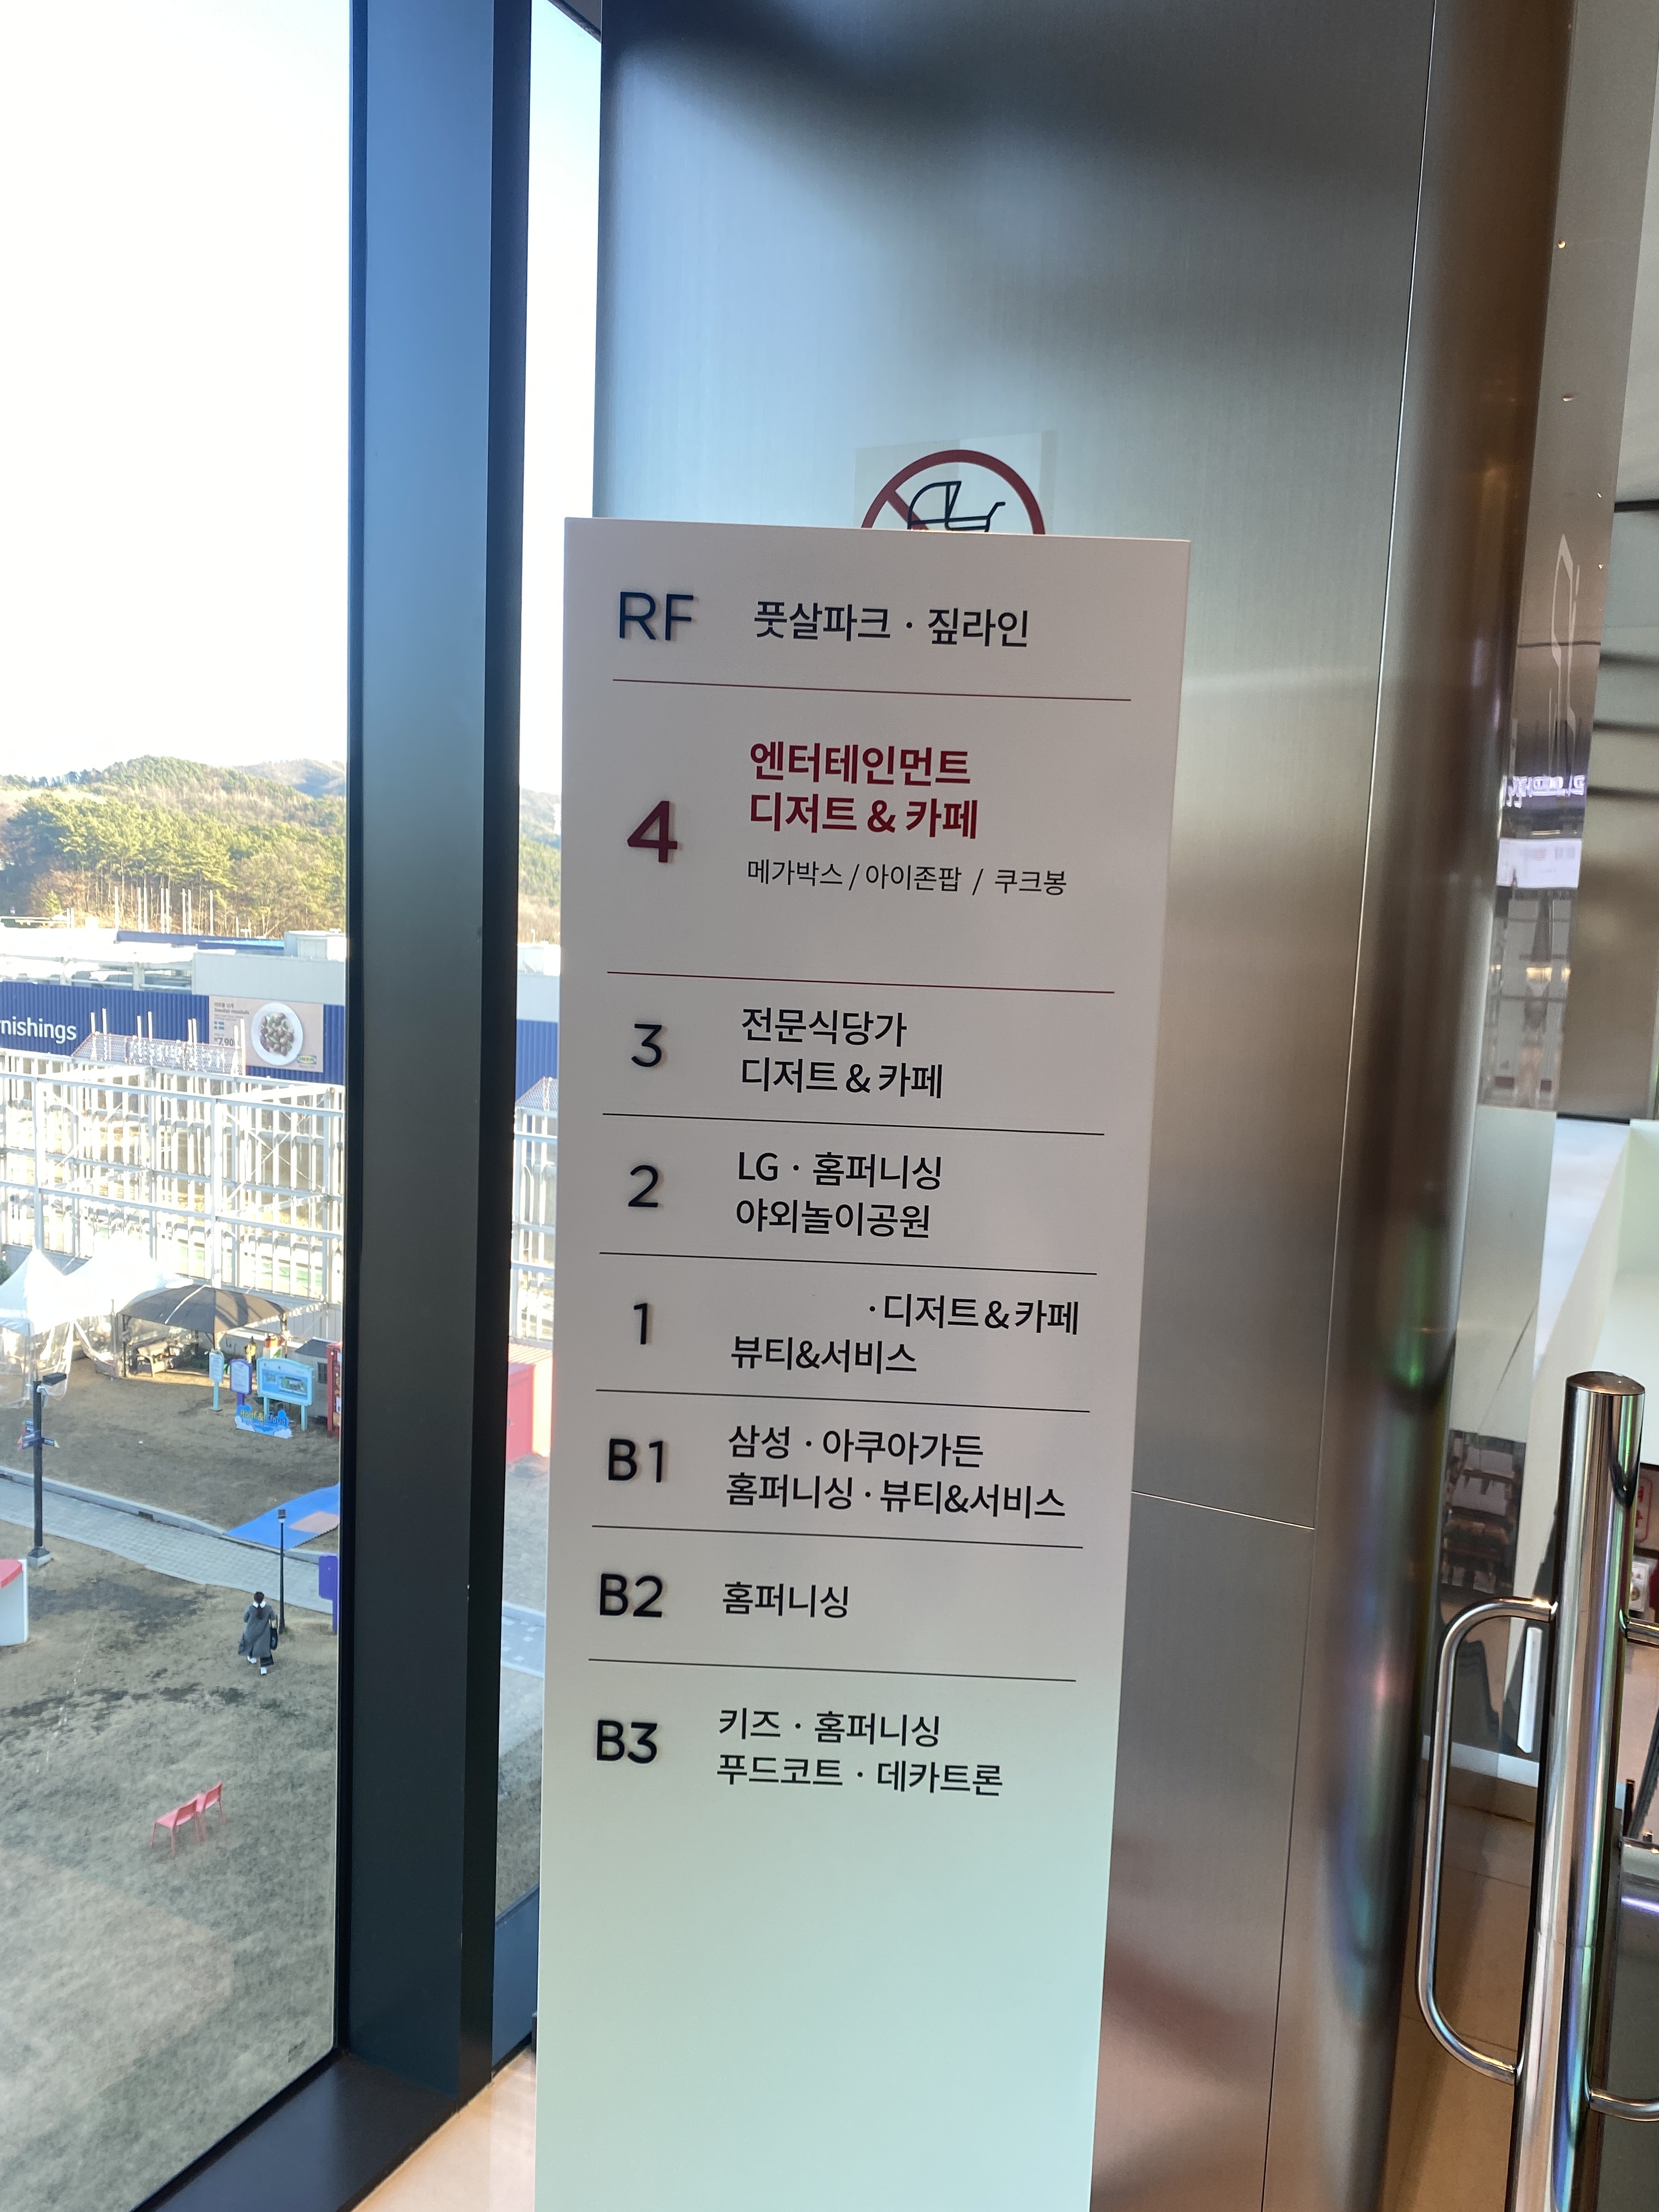 RF 풋살파크 · 짚라인
4 엔터테인먼트
디저트 & 카페
메가박스 / 아이존팝 / 쿠크봉
3 전문식당가
디저트 & 카페
2 LG · 홈퍼니싱
야외놀이공원
1 · 디저트&카페
뷰티&서비스
B1 삼성 · 아쿠아가든
홈퍼니싱 · 뷰티&서비스
B2 홈퍼니싱
B3 키즈 · 홈퍼니싱
푸드코트 · 데카트론
nishings